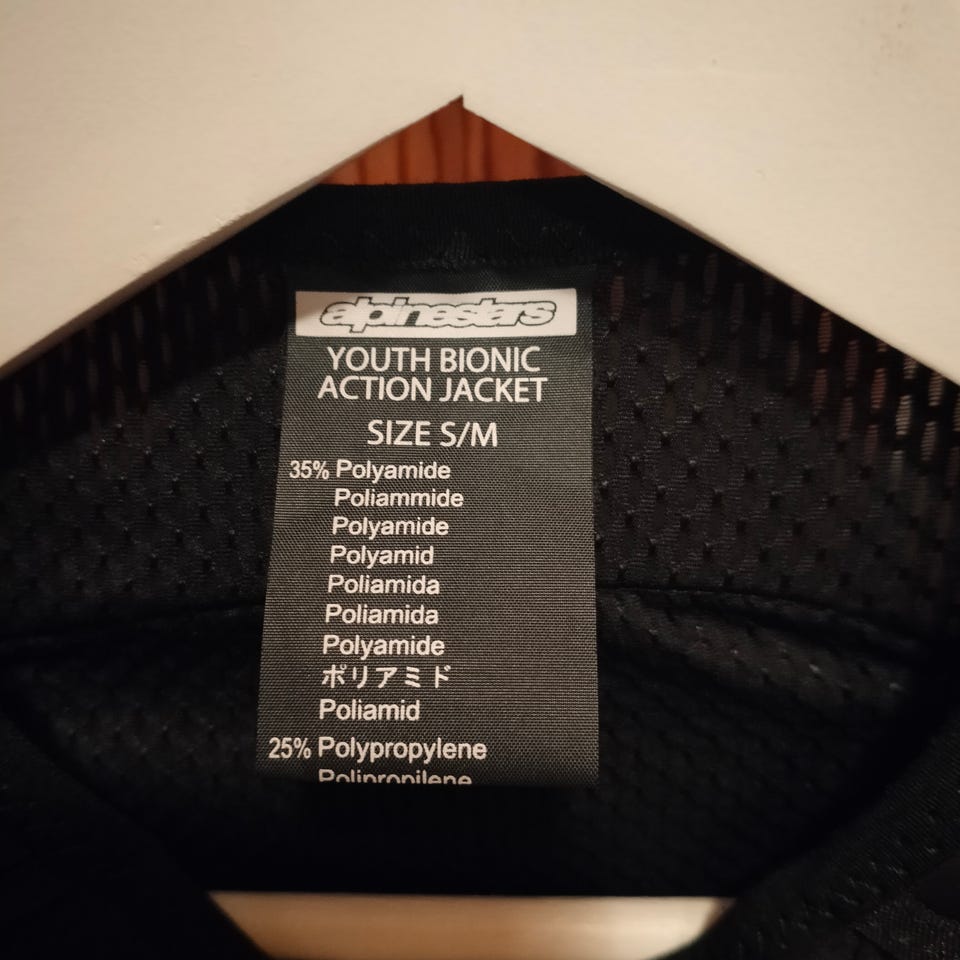 alpinestars
YOUTH BIONIC
ACTION JACKET
SIZE S/M
35% Polyamide
Poliammide
Polyamide
Polyamid
Poliamida
Poliamida
Polyamide
ポリアミド
Poliamid
25% Polypropylene
Polipropilene